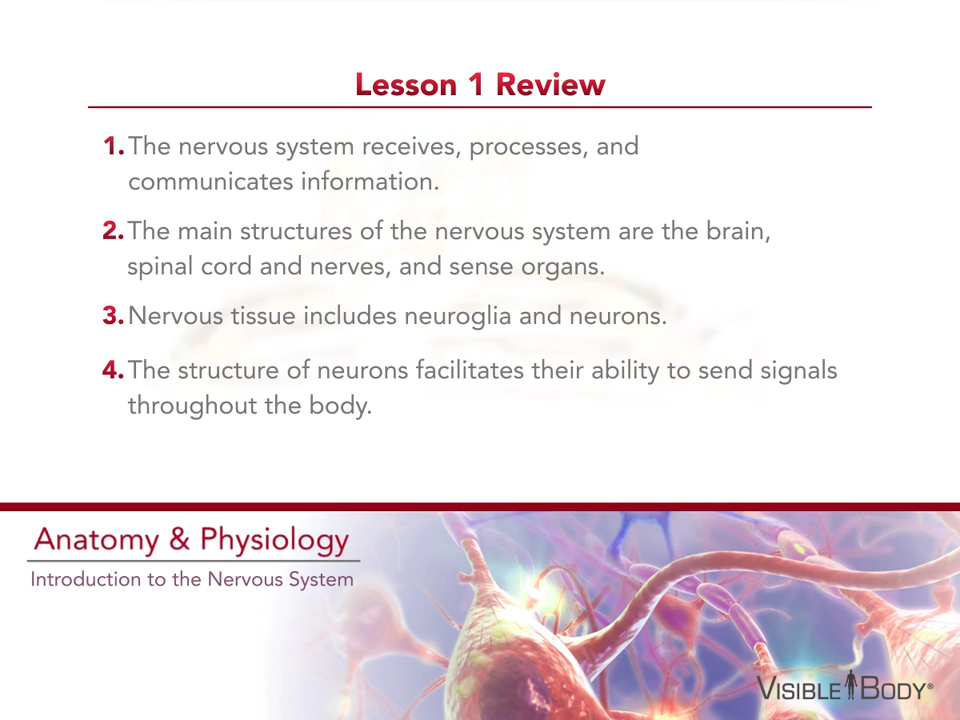 Lesson 1 Review
1. The nervous system receives, processes, and
communicates information.
2. The main structures of the nervous system are the brain,
spinal cord and nerves, and sense organs.
3. Nervous tissue includes neuroglia and neurons.
4. The structure of neurons facilitates their ability to send signals
throughout the body.
Anatomy & Physiology
Introduction to the Nervous System
VISIBLE BODY®